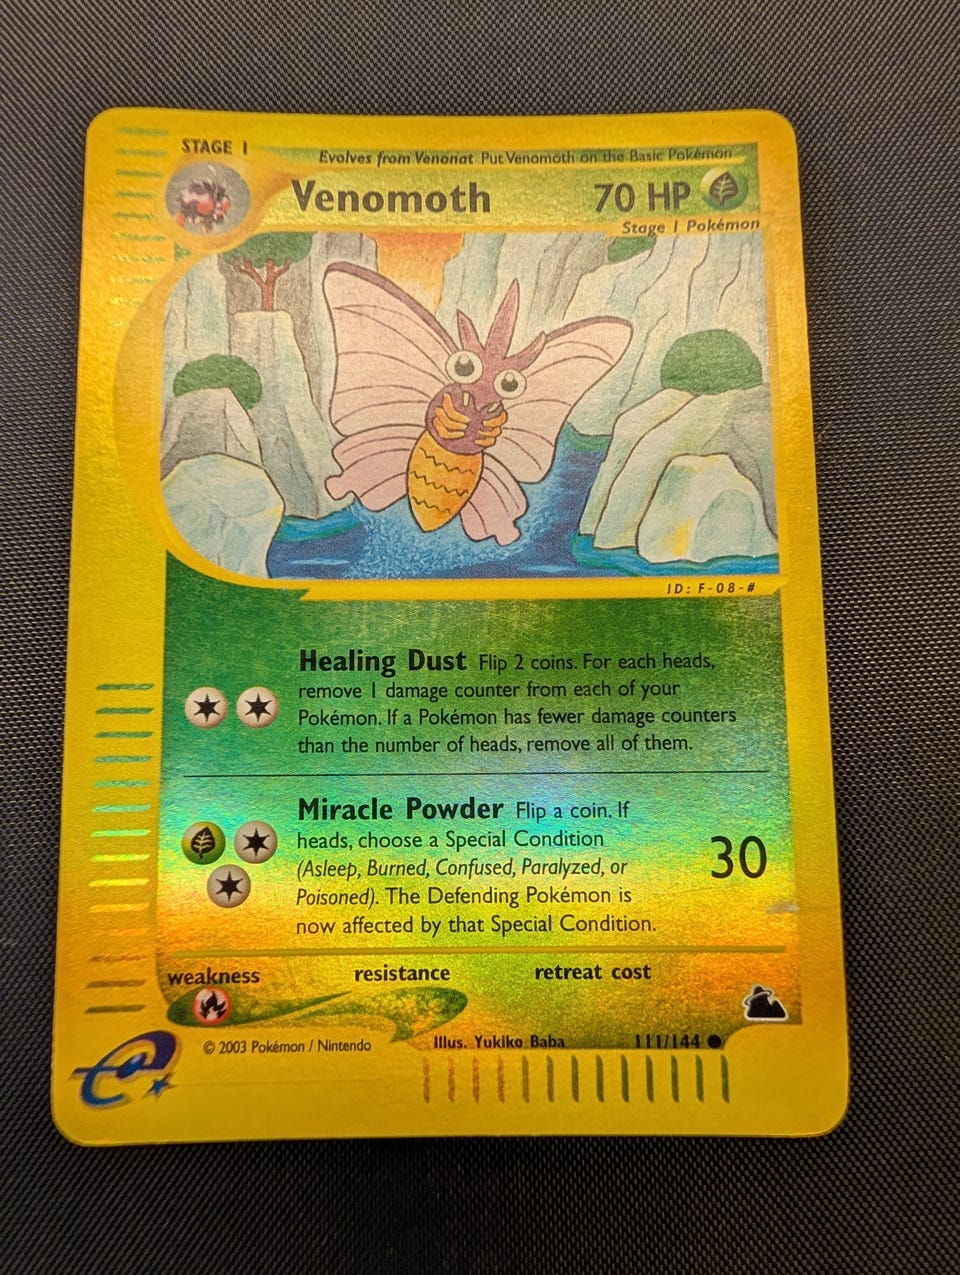 STAGE 1
Evolves from Venonat Put Venomoth on the Basic Pokémon
Venomoth 70 HP
Stage 1 Pokémon
ID: F-08-#
Healing Dust Flip 2 coins. For each heads,
remove 1 damage counter from each of your
Pokémon. If a Pokémon has fewer damage counters
than the number of heads, remove all of them.
Miracle Powder Flip a coin. If
heads, choose a Special Condition
(Asleep, Burned, Confused, Paralyzed, or
Poisoned). The Defending Pokémon is
now affected by that Special Condition.
30
weakness resistance retreat cost
© 2003 Pokémon / Nintendo Illus. Yukiko Baba 111/144
e